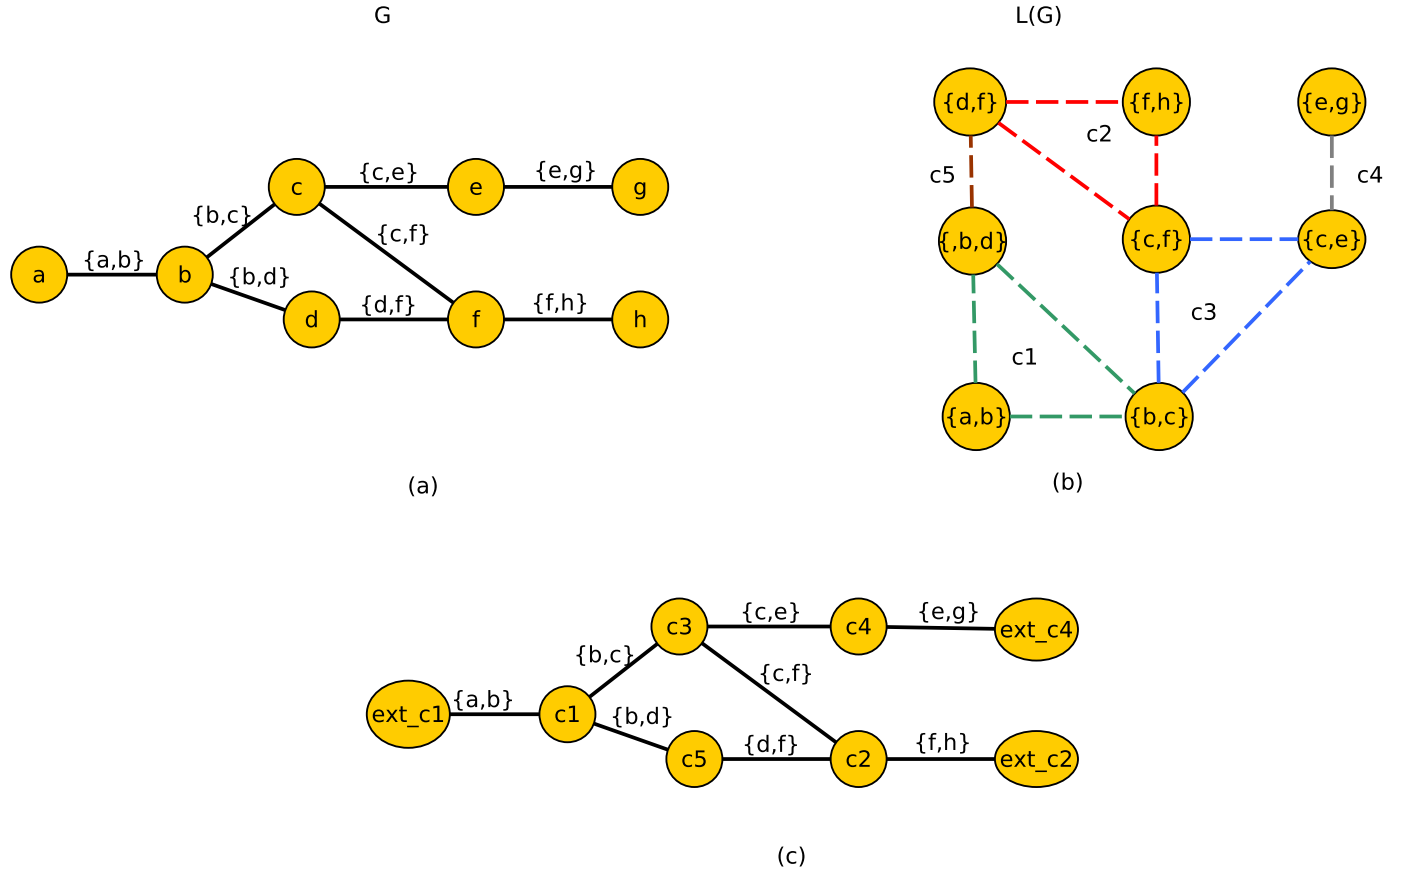 G
L(G)
{d,f}
{f,h}
{e,g}
c2
c5
c4
{c,e}
{e,g}
c
e
g
{b,c}
{c,f}
{,b,d}
{c,f}
{c,e}
{a,b}
{b,d}
a
b
{d,f}
{f,h}
d
f
h
c3
c1
{a,b}
{b,c}
(a)
(b)
{c,e}
{e,g}
c3
c4
ext_c4
{b,c}
{c,f}
{a,b}
ext_c1
c1
{b,d}
{d,f}
{f,h}
c5
c2
ext_c2
(c)